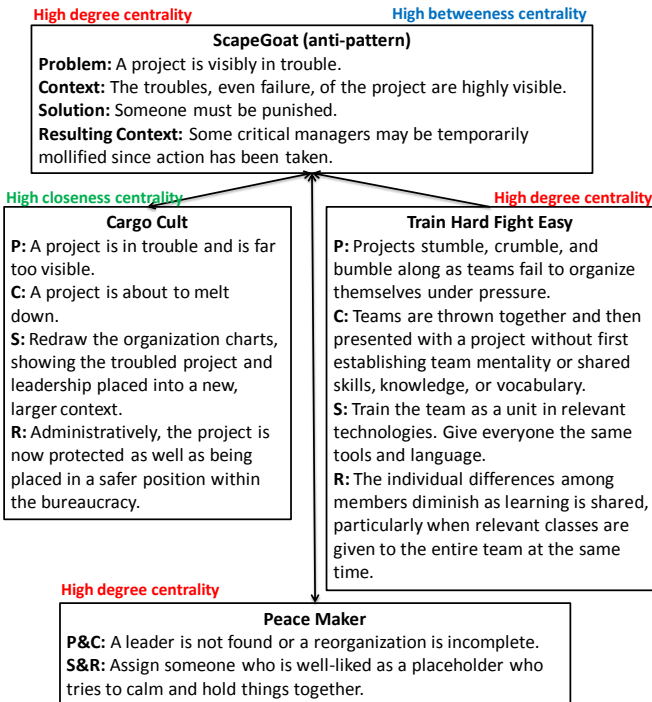 High degree centrality
High betweeness centrality
ScapeGoat (anti-pattern)
Problem: A project is visibly in trouble.
Context: The troubles, even failure, of the project are highly visible.
Solution: Someone must be punished.
Resulting Context: Some critical managers may be temporarily
mollified since action has been taken.
High closeness centrality
Cargo Cult
P: A project is in trouble and is far
too visible.
C: A project is about to melt
down.
S: Redraw the organization charts,
showing the troubled project and
leadership placed into a new,
larger context.
R: Administratively, the project is
now protected as well as being
placed in a safer position within
the bureaucracy.
High degree centrality
Train Hard Fight Easy
P: Projects stumble, crumble, and
bumble along as teams fail to organize
themselves under pressure.
C: Teams are thrown together and then
presented with a project without first
establishing team mentality or shared
skills, knowledge, or vocabulary.
S: Train the team as a unit in relevant
technologies. Give everyone the same
tools and language.
R: The individual differences among
members diminish as learning is shared,
particularly when relevant classes are
given to the entire team at the same
time.
High degree centrality
Peace Maker
P&C: A leader is not found or a reorganization is incomplete.
S&R: Assign someone who is well-liked as a placeholder who
tries to calm and hold things together.